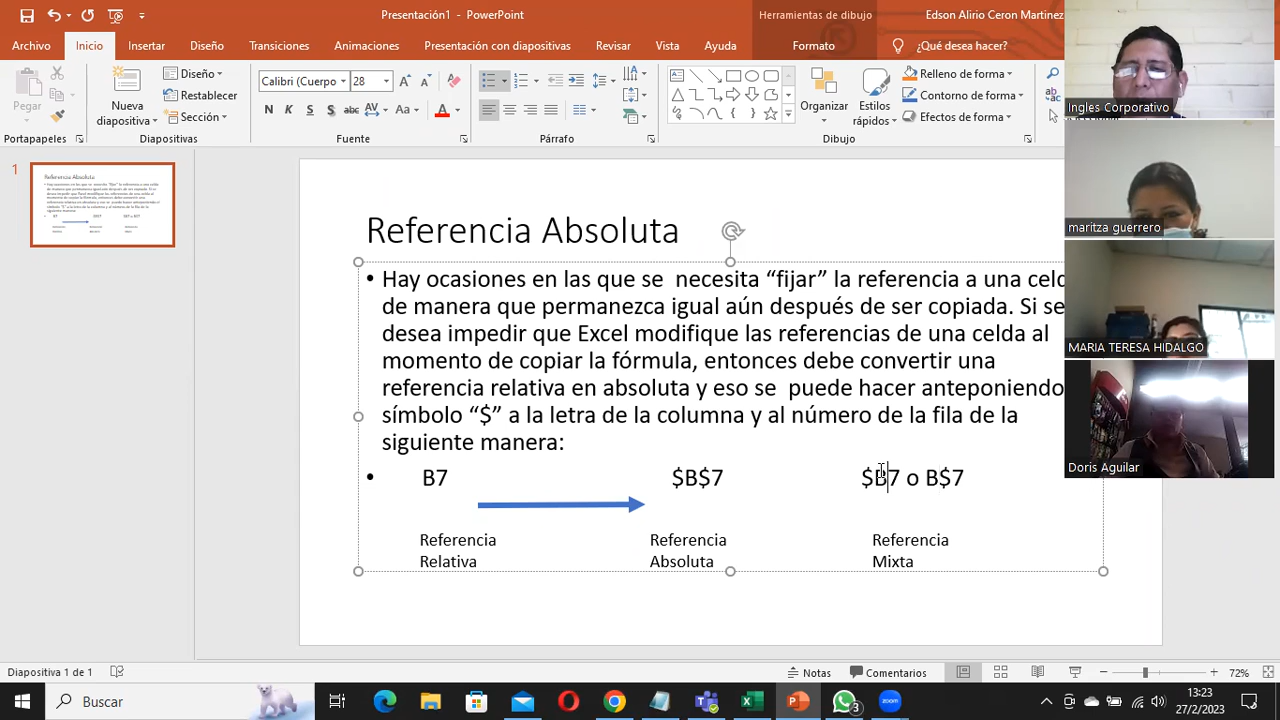 Presentación1 - PowerPoint
Herramientas de dibujo
Edson Alirio Ceron Martinez
Archivo
Inicio
Insertar
Diseño
Transiciones
Animaciones
Presentación con diapositivas
Revisar
Vista
Ayuda
Formato
¿Qué desea hacer?
Pegar
Nueva
diapositiva
Diseño
Restablecer
Sección
Calibri (Cuerpo
28
N K S S abc AV Aa A
Organizar
Estilos
rápidos
Relleno de forma
Contorno de forma
Efectos de forma
Portapapeles
Diapositivas
Fuente
Párrafo
Dibujo
Ingles Corporativo
maritza guerrero
MARIA TERESA HIDALGO
Doris Aguilar
1
Referencia Absoluta
• Hay ocasiones en las que se necesita “fijar” la referencia a una celd
de manera que permanezca igual aún después de ser copiada. Si se
desea impedir que Excel modifique las referencias de una celda al
momento de copiar la fórmula, entonces debe convertir una
referencia relativa en absoluta y eso se puede hacer anteponiendo
símbolo “$” a la letra de la columna y al número de la fila de la
siguiente manera:
• B7 $B$7 $B7 o B$7
Referencia
Relativa
Referencia
Absoluta
Referencia
Mixta
Diapositiva 1 de 1
Notas
Comentarios
72%
Buscar
3
zoom
13:23
27/2/2023